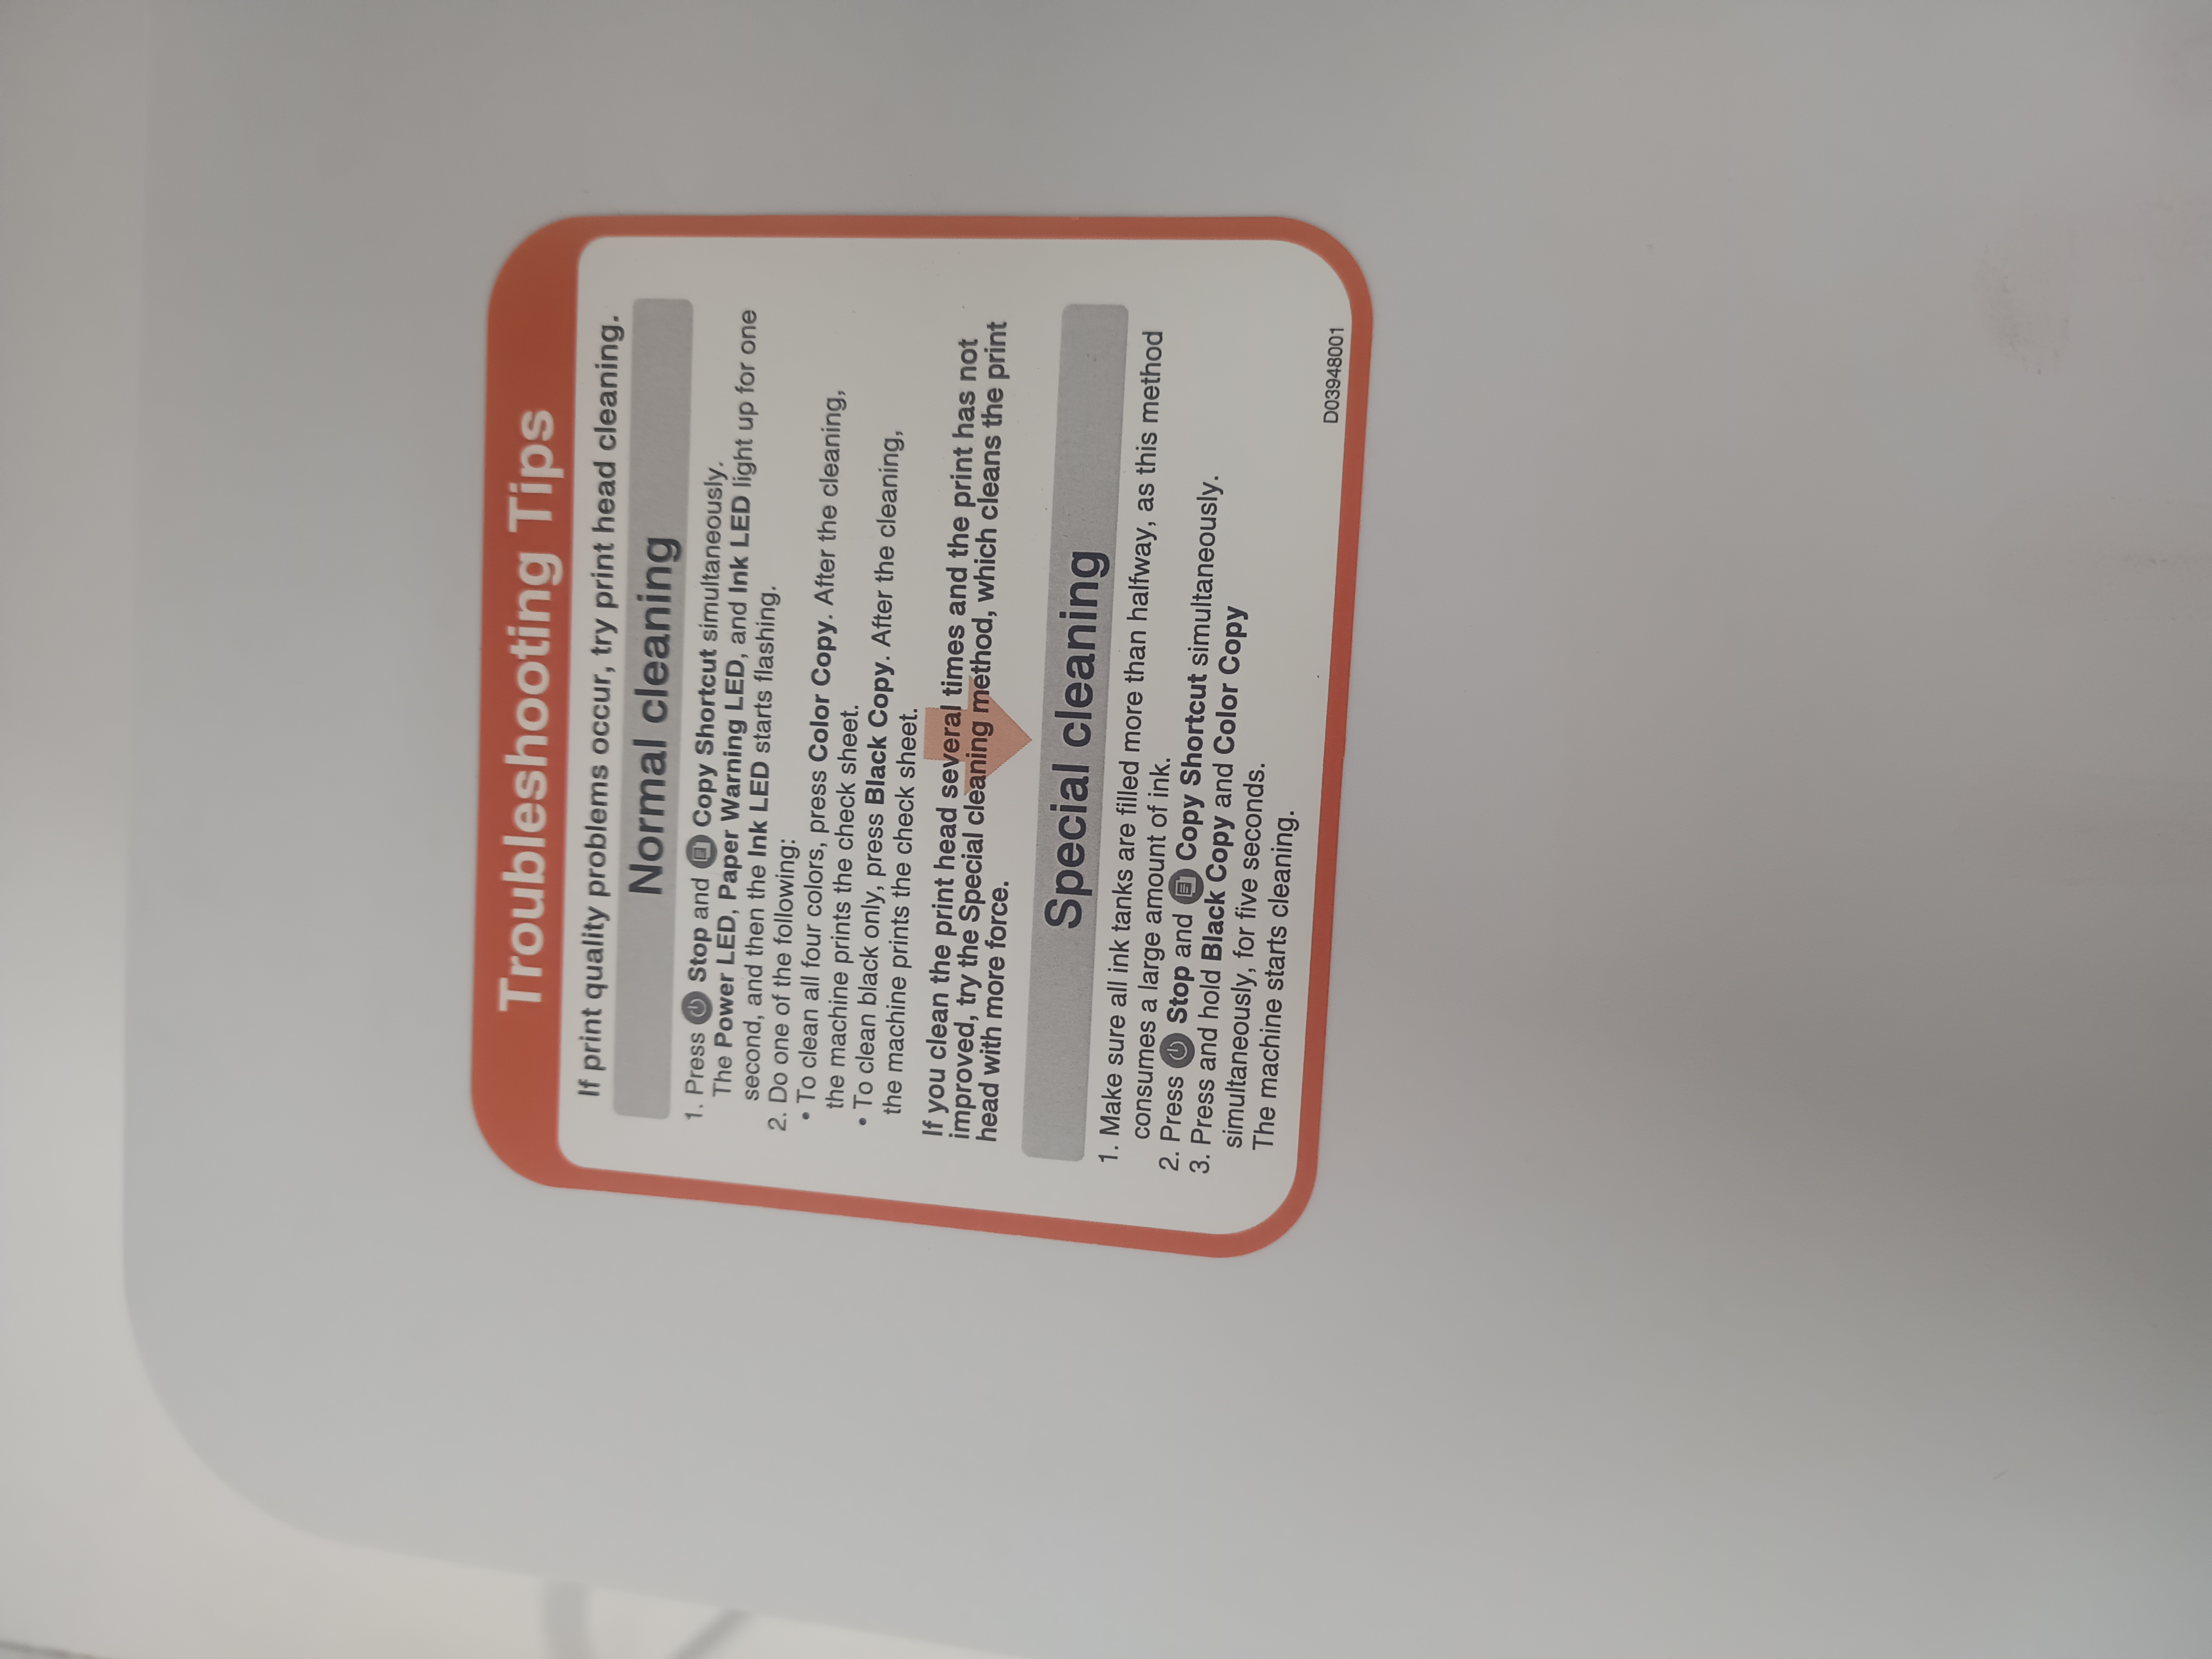 Troubleshooting Tips
If print quality problems occur, try print head cleaning.
Normal cleaning
1. Press Stop and Copy Shortcut simultaneously.
The Power LED, Paper Warning LED, and Ink LED light up for one
second, and then the Ink LED starts flashing.
2. Do one of the following:
• To clean all four colors, press Color Copy. After the cleaning,
the machine prints the check sheet.
• To clean black only, press Black Copy. After the cleaning,
the machine prints the check sheet.
If you clean the print head several times and the print has not
improved, try the Special cleaning method, which cleans the print
head with more force.
Special cleaning
1. Make sure all ink tanks are filled more than halfway, as this method
consumes a large amount of ink.
2. Press Stop and Copy Shortcut simultaneously.
3. Press and hold Black Copy and Color Copy
simultaneously, for five seconds.
The machine starts cleaning.
D03948001